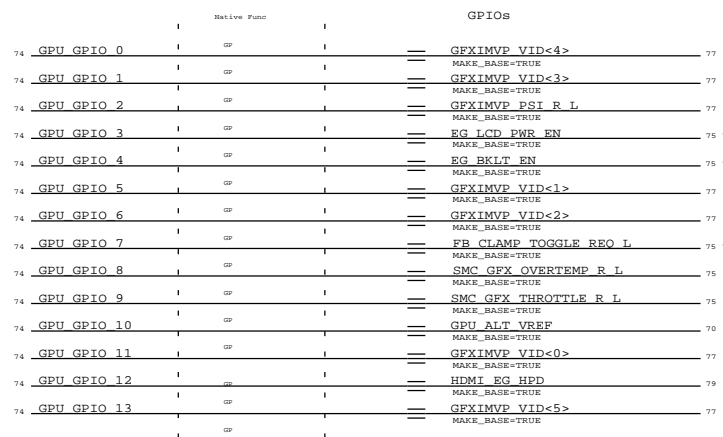 Native Func GPIOs
GP
74 GPU_GPIO_0 GFXIMVP_VID<4> 77
MAKE_BASE=TRUE
GP
74 GPU_GPIO_1 GFXIMVP_VID<3> 77
MAKE_BASE=TRUE
GP
74 GPU_GPIO_2 GFXIMVP_PSI_R_L 77
MAKE_BASE=TRUE
GP
74 GPU_GPIO_3 EG_LCD_PWR_EN 75
MAKE_BASE=TRUE
GP
74 GPU_GPIO_4 EG_BKLT_EN 75
MAKE_BASE=TRUE
GP
74 GPU_GPIO_5 GFXIMVP_VID<1> 77
MAKE_BASE=TRUE
GP
74 GPU_GPIO_6 GFXIMVP_VID<2> 77
MAKE_BASE=TRUE
GP
74 GPU_GPIO_7 FB_CLAMP_TOGGLE_REQ_L 75
MAKE_BASE=TRUE
GP
74 GPU_GPIO_8 SMC_GFX_OVERTEMP_R_L 75
MAKE_BASE=TRUE
GP
74 GPU_GPIO_9 SMC_GFX_THROTTLE_R_L 75
MAKE_BASE=TRUE
GP
74 GPU_GPIO_10 GPU_ALT_VREF 70
MAKE_BASE=TRUE
GP
74 GPU_GPIO_11 GFXIMVP_VID<0> 77
MAKE_BASE=TRUE
74 GPU_GPIO_12 GP HDMI_EG_HPD 79
MAKE_BASE=TRUE
GP
74 GPU_GPIO_13 GFXIMVP_VID<5> 77
MAKE_BASE=TRUE
GP